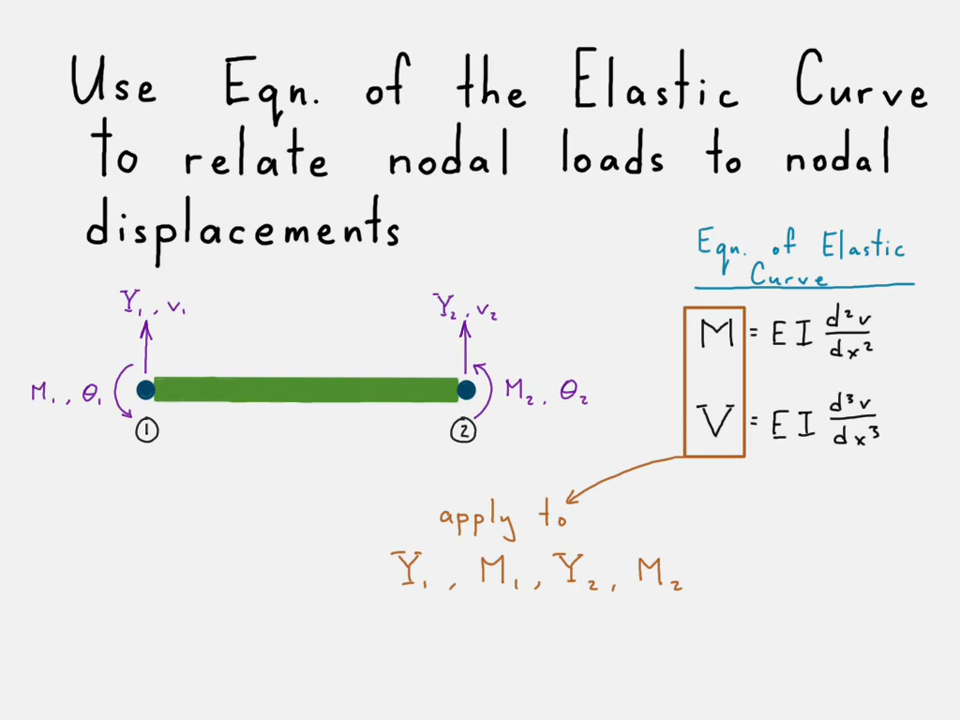 Use Eqn. of the Elastic Curve
to relate nodal loads to nodal
displacements
Eqn. of Elastic
Curve
Y₁, v₁
Y₂, v₂
M = EI d²v/dx²
M₁, θ₁
M₂, θ₂
V = EI d³v/dx³
①
②
apply to
Y₁, M₁, Y₂, M₂